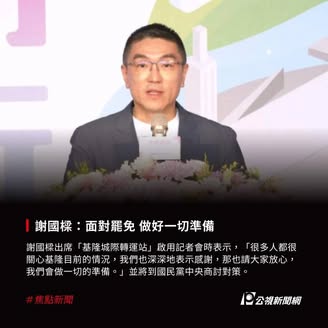 謝國樑：面對罷免 做好一切準備
謝國樑出席「基隆城際轉運站」啟用記者會時表示，「很多人都很
關心基隆目前的情況，我們也深深地表示感謝，那也請大家放心，
我們會做一切的準備。」並將到國民黨中央商討對策。
#焦點新聞
公視新聞網